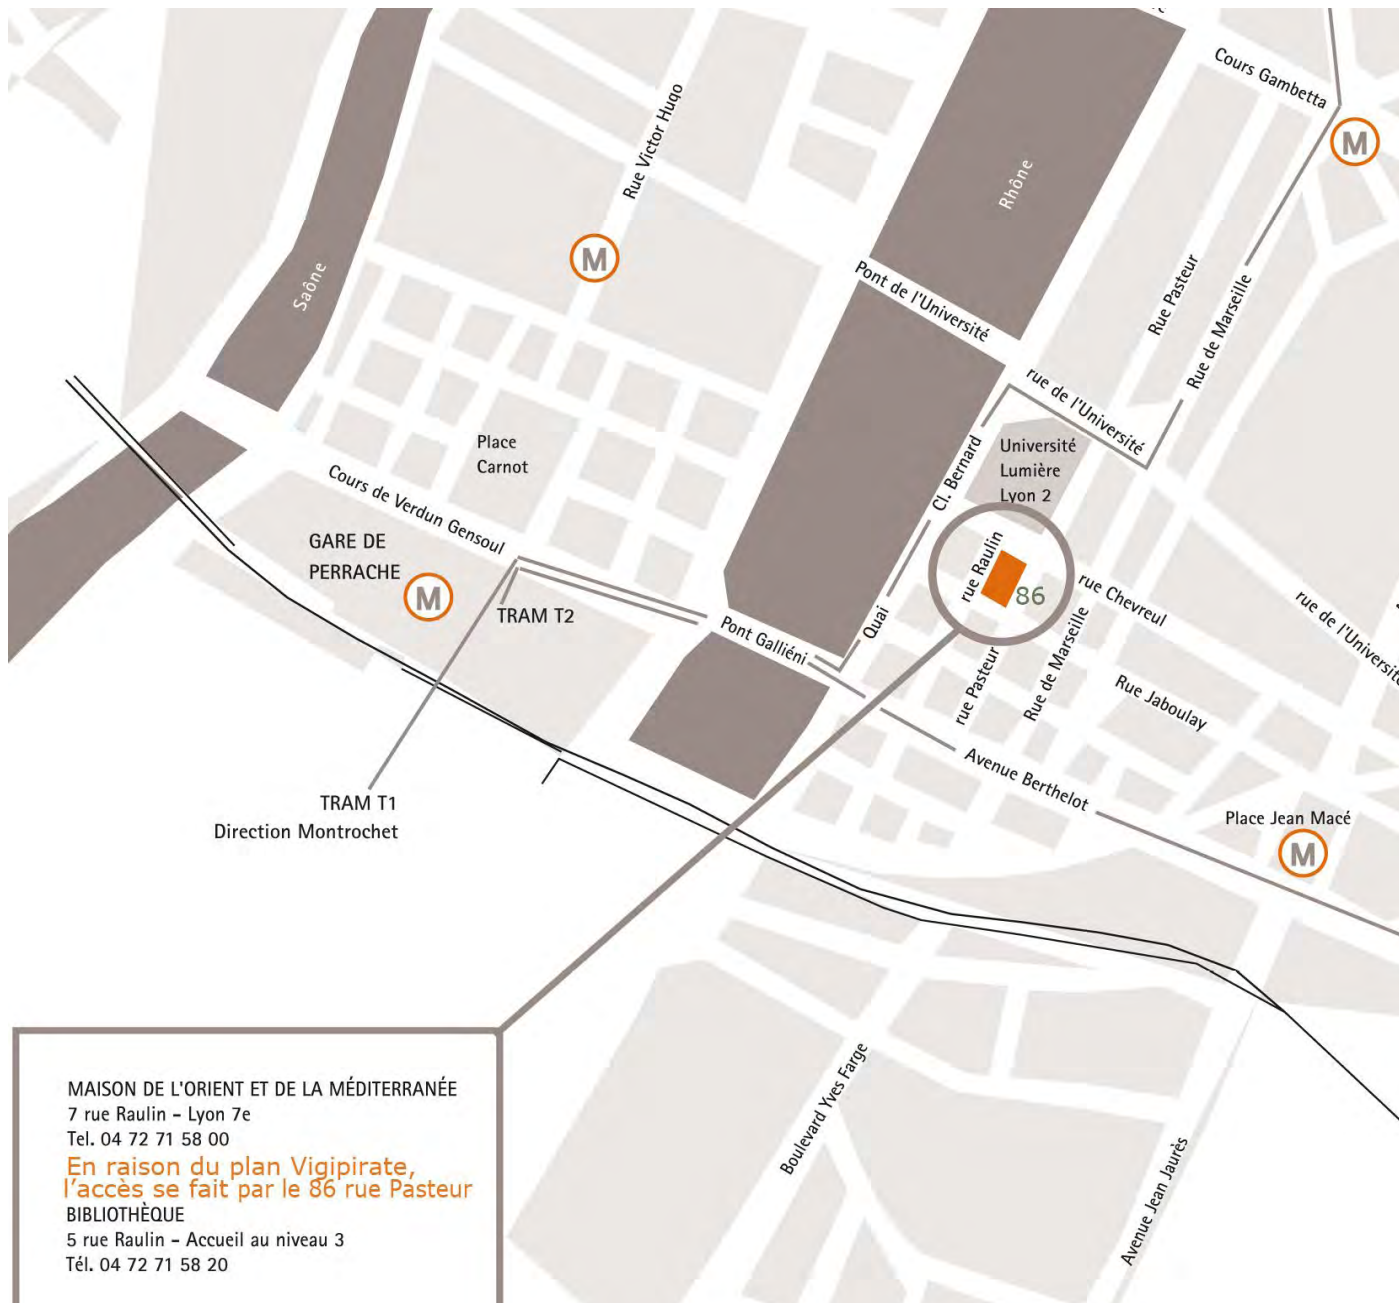 Cours Gambetta
M
Rue Victor Hugo
Rhône
M
Saône
Pont de l'Université
Rue Pasteur
Rue de Marseille
rue de l'Université
Place
Carnot
Université
Lumière
Lyon 2
Cl. Bernard
Cours de Verdun Gensoul
GARE DE
PERRACHE
M
rue Raulin
86
rue Chevreul
rue de l'Université
TRAM T2
Pont Galliéni
Quai
rue Pasteur
Rue de Marseille
Rue Jaboulay
Avenue Berthelot
TRAM T1
Direction Montrochet
Place Jean Macé
M
Boulevard Yves Farge
Avenue Jean Jaurès
MAISON DE L'ORIENT ET DE LA MÉDITERRANÉE
7 rue Raulin - Lyon 7e
Tel. 04 72 71 58 00
En raison du plan Vigipirate,
l'accès se fait par le 86 rue Pasteur
BIBLIOTHÈQUE
5 rue Raulin - Accueil au niveau 3
Tél. 04 72 71 58 20